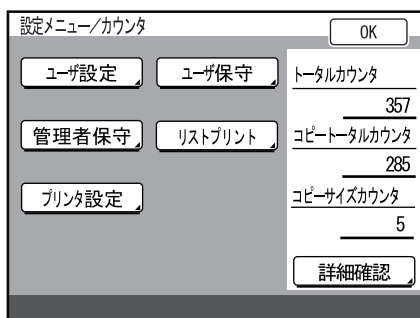 設定メニュー/カウンタ
OK
ユーザ設定
ユーザ保守
管理者保守
リストプリント
プリンタ設定
トータルカウンタ
357
コピートータルカウンタ
285
コピーサイズカウンタ
5
詳細確認